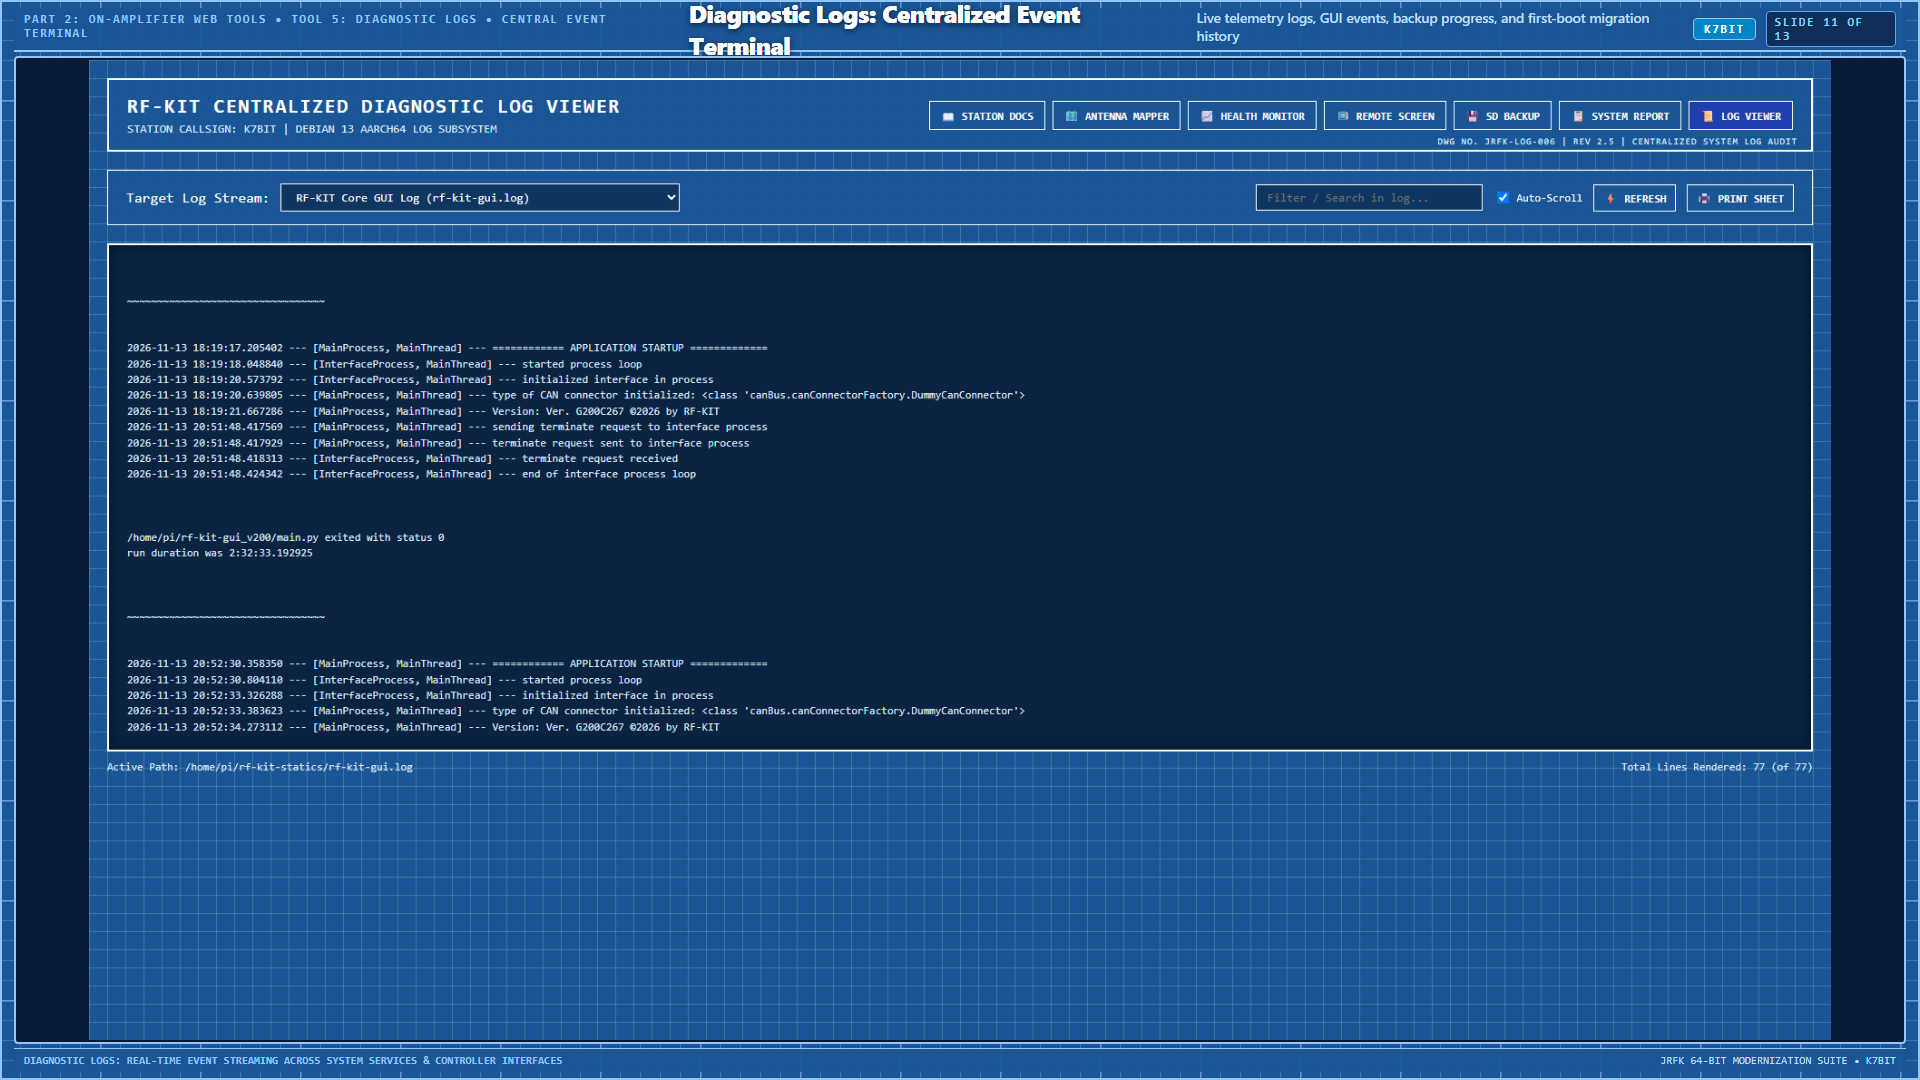 PART 2: ON-AMPLIFIER WEB TOOLS • TOOL 5: DIAGNOSTIC LOGS • CENTRAL EVENT
TERMINAL
Diagnostic Logs: Centralized Event
Terminal
Live telemetry logs, GUI events, backup progress, and first-boot migration
history
K7BIT
SLIDE 11 OF
13
RF-KIT CENTRALIZED DIAGNOSTIC LOG VIEWER
STATION CALLSIGN: K7BIT | DEBIAN 13 AARCH64 LOG SUBSYSTEM
STATION DOCS
ANTENNA MAPPER
HEALTH MONITOR
REMOTE SCREEN
SD BACKUP
SYSTEM REPORT
LOG VIEWER
DWG NO. JRFK-LOG-006 | REV 2.5 | CENTRALIZED SYSTEM LOG AUDIT
Target Log Stream:
RF-KIT Core GUI Log (rf-kit-gui.log)
Filter / Search in log...
Auto-Scroll
REFRESH
PRINT SHEET
~~~~~~~~~~~~~~~~~~~~~~~~~~~~~~~~~
2026-11-13 18:19:17.205402 --- [MainProcess, MainThread] --- ============ APPLICATION STARTUP =============
2026-11-13 18:19:18.048840 --- [InterfaceProcess, MainThread] --- started process loop
2026-11-13 18:19:20.573792 --- [InterfaceProcess, MainThread] --- initialized interface in process
2026-11-13 18:19:20.639805 --- [MainProcess, MainThread] --- type of CAN connector initialized: <class 'canBus.canConnectorFactory.DummyCanConnector'>
2026-11-13 18:19:21.667286 --- [MainProcess, MainThread] --- Version: Ver. G200C267 ©2026 by RF-KIT
2026-11-13 20:51:48.417569 --- [MainProcess, MainThread] --- sending terminate request to interface process
2026-11-13 20:51:48.417929 --- [MainProcess, MainThread] --- terminate request sent to interface process
2026-11-13 20:51:48.418313 --- [InterfaceProcess, MainThread] --- terminate request received
2026-11-13 20:51:48.424342 --- [InterfaceProcess, MainThread] --- end of interface process loop
/home/pi/rf-kit-gui_v200/main.py exited with status 0
run duration was 2:32:33.192925
~~~~~~~~~~~~~~~~~~~~~~~~~~~~~~~~~
2026-11-13 20:52:30.358350 --- [MainProcess, MainThread] --- ============ APPLICATION STARTUP =============
2026-11-13 20:52:30.804110 --- [InterfaceProcess, MainThread] --- started process loop
2026-11-13 20:52:33.326288 --- [InterfaceProcess, MainThread] --- initialized interface in process
2026-11-13 20:52:33.383623 --- [MainProcess, MainThread] --- type of CAN connector initialized: <class 'canBus.canConnectorFactory.DummyCanConnector'>
2026-11-13 20:52:34.273112 --- [MainProcess, MainThread] --- Version: Ver. G200C267 ©2026 by RF-KIT
Active Path: /home/pi/rf-kit-statics/rf-kit-gui.log
Total Lines Rendered: 77 (of 77)
DIAGNOSTIC LOGS: REAL-TIME EVENT STREAMING ACROSS SYSTEM SERVICES & CONTROLLER INTERFACES
JRFK 64-BIT MODERNIZATION SUITE • K7BIT